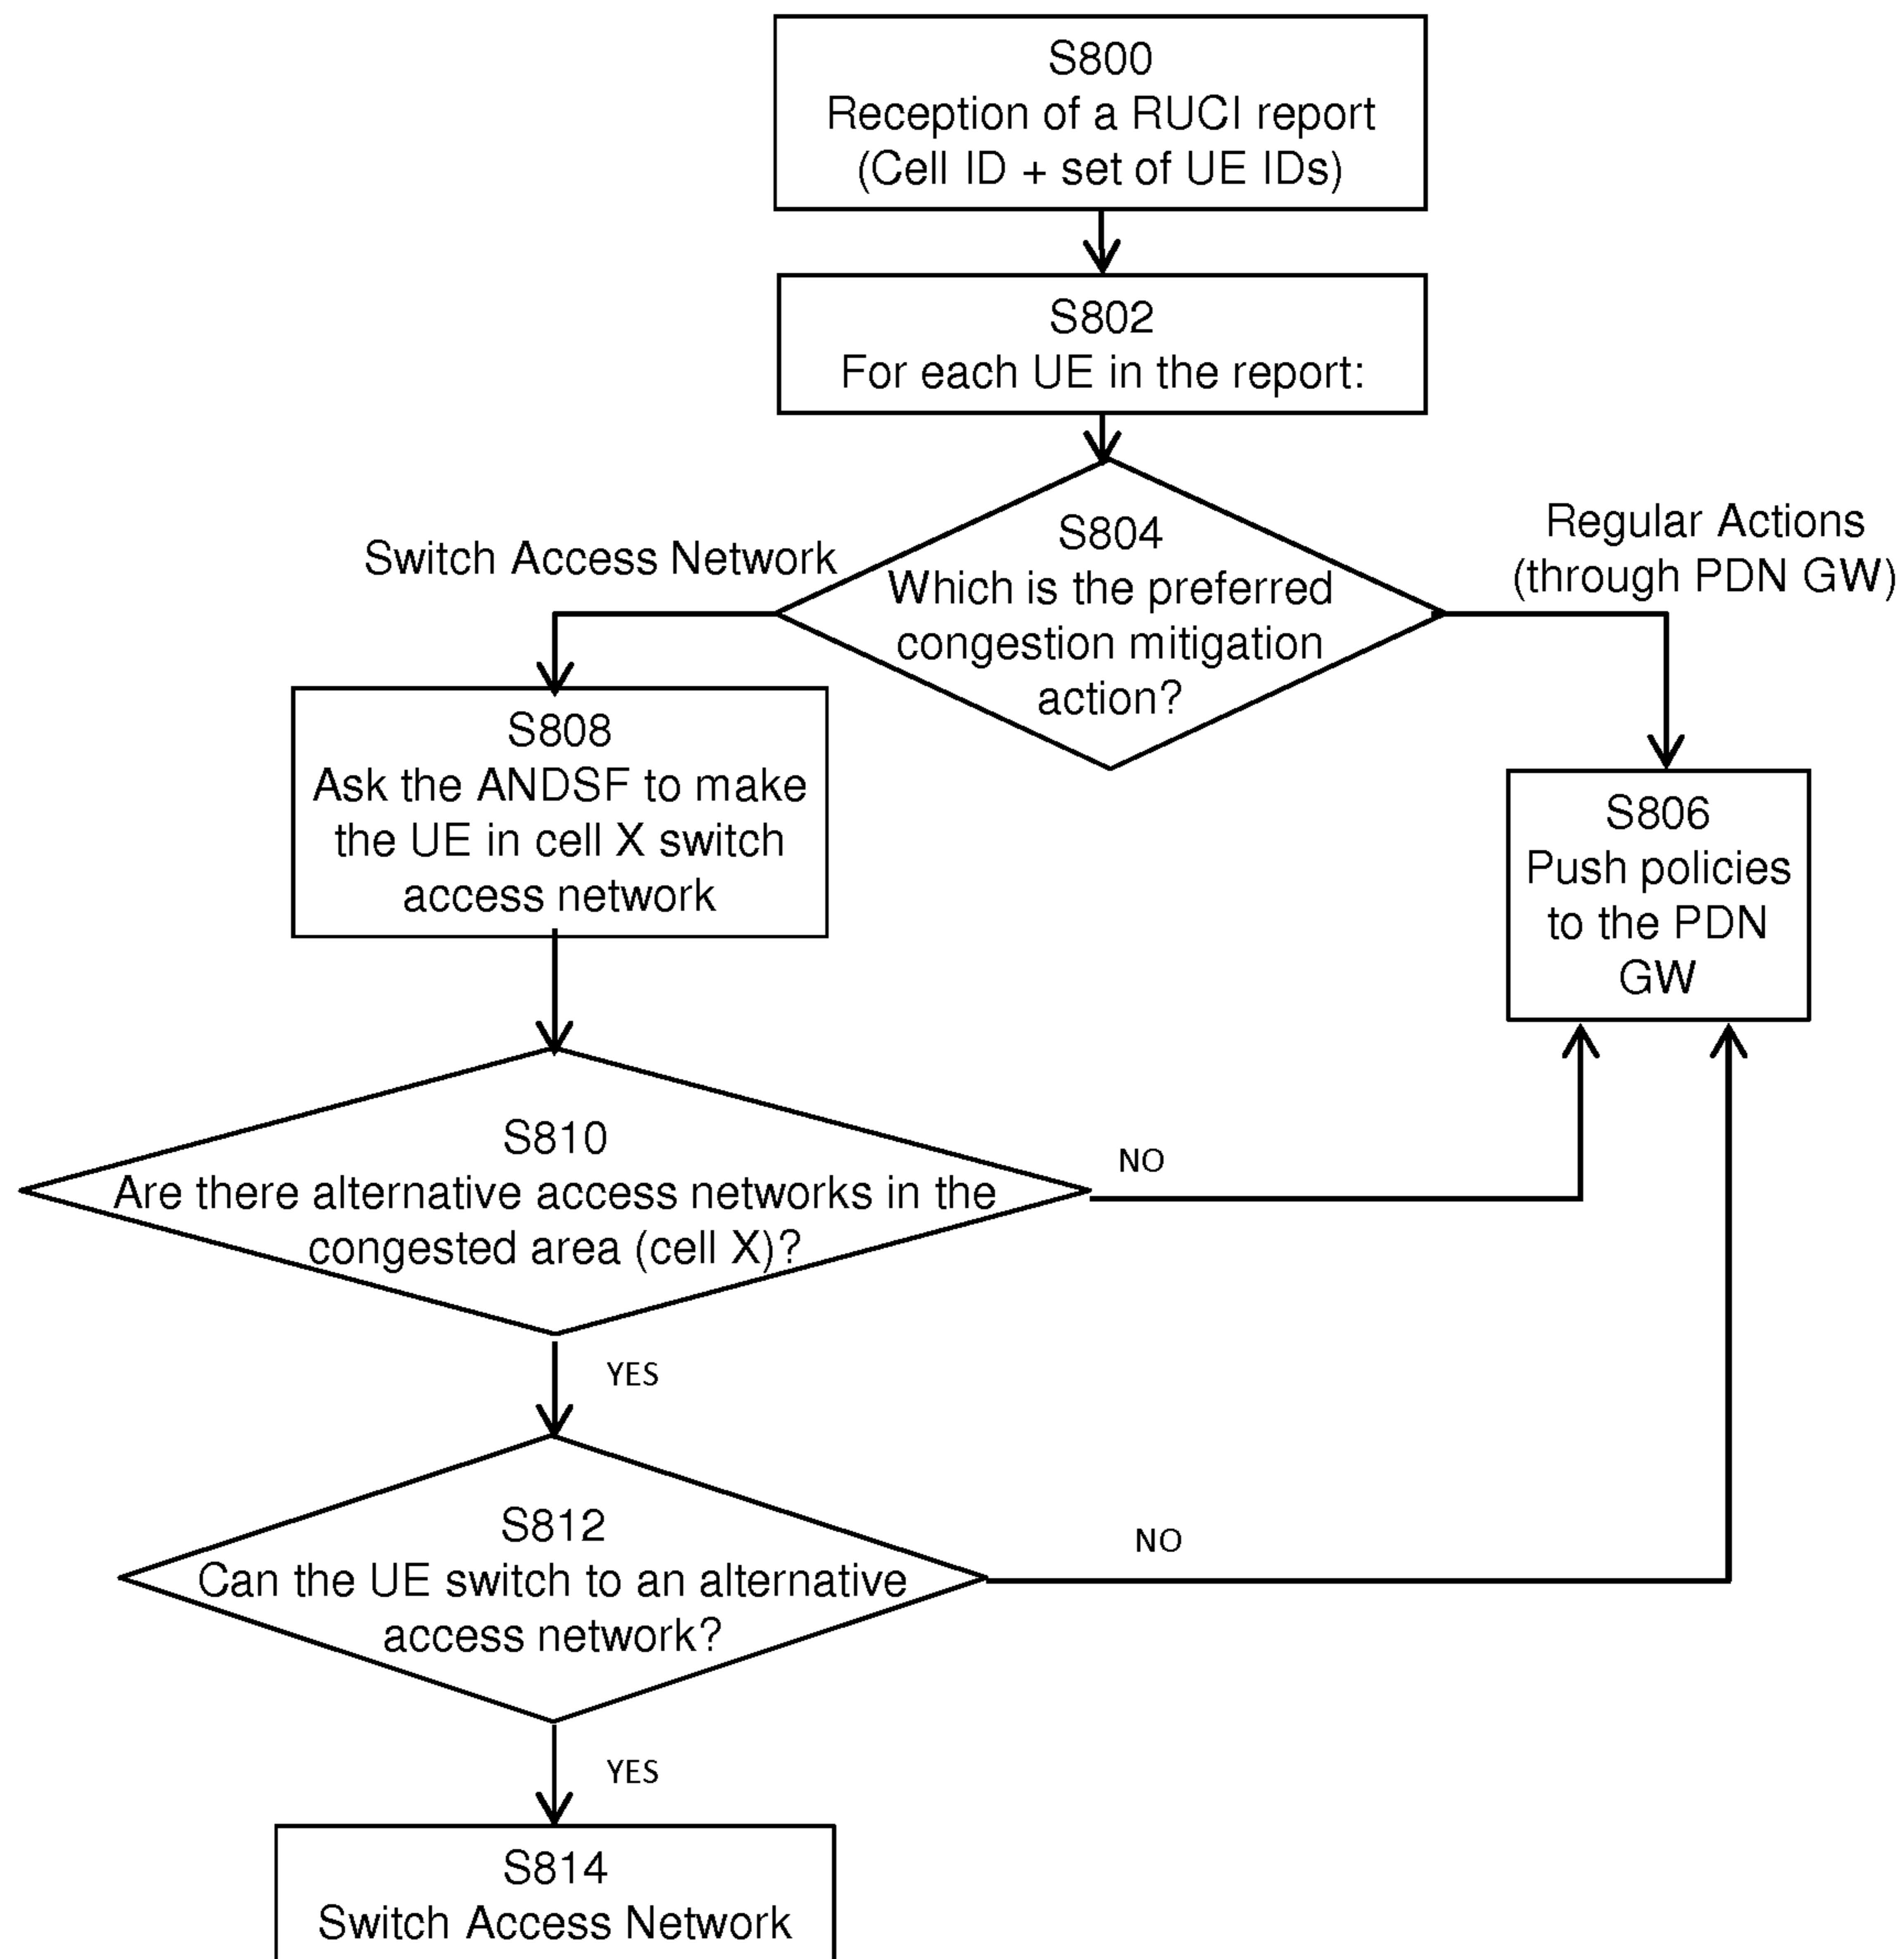 S800
Reception of a RUCI report
(Cell ID + set of UE IDs)
S802
For each UE in the report:
S804
Which is the preferred
congestion mitigation
action?
Switch Access Network
Regular Actions
(through PDN GW)
S808
Ask the ANDSF to make
the UE in cell X switch
access network
S806
Push policies
to the PDN
GW
S810
Are there alternative access networks in the
congested area (cell X)?
NO
YES
S812
Can the UE switch to an alternative
access network?
NO
YES
S814
Switch Access Network